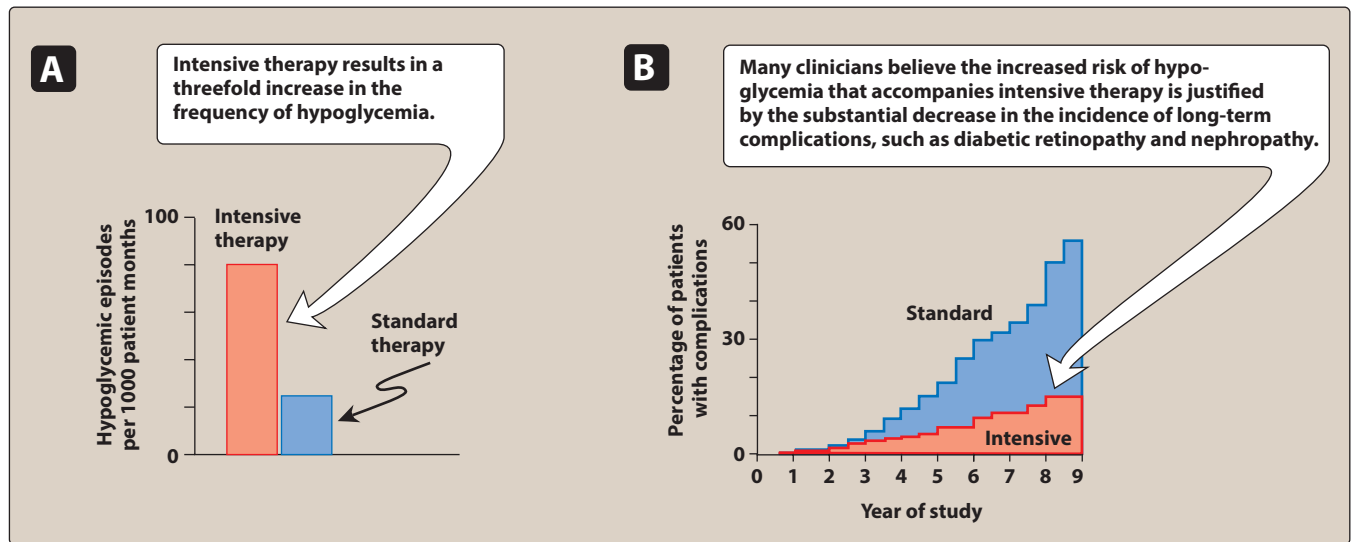 A
Intensive therapy results in a
threefold increase in the
frequency of hypoglycemia.
Hypoglycemic episodes
per 1000 patient months
100
0
Intensive
therapy
Standard
therapy
B
Many clinicians believe the increased risk of hypo-
glycemia that accompanies intensive therapy is justified
by the substantial decrease in the incidence of long-term
complications, such as diabetic retinopathy and nephropathy.
Percentage of patients
with complications
60
30
0
Standard
Intensive
0 1 2 3 4 5 6 7 8 9
Year of study